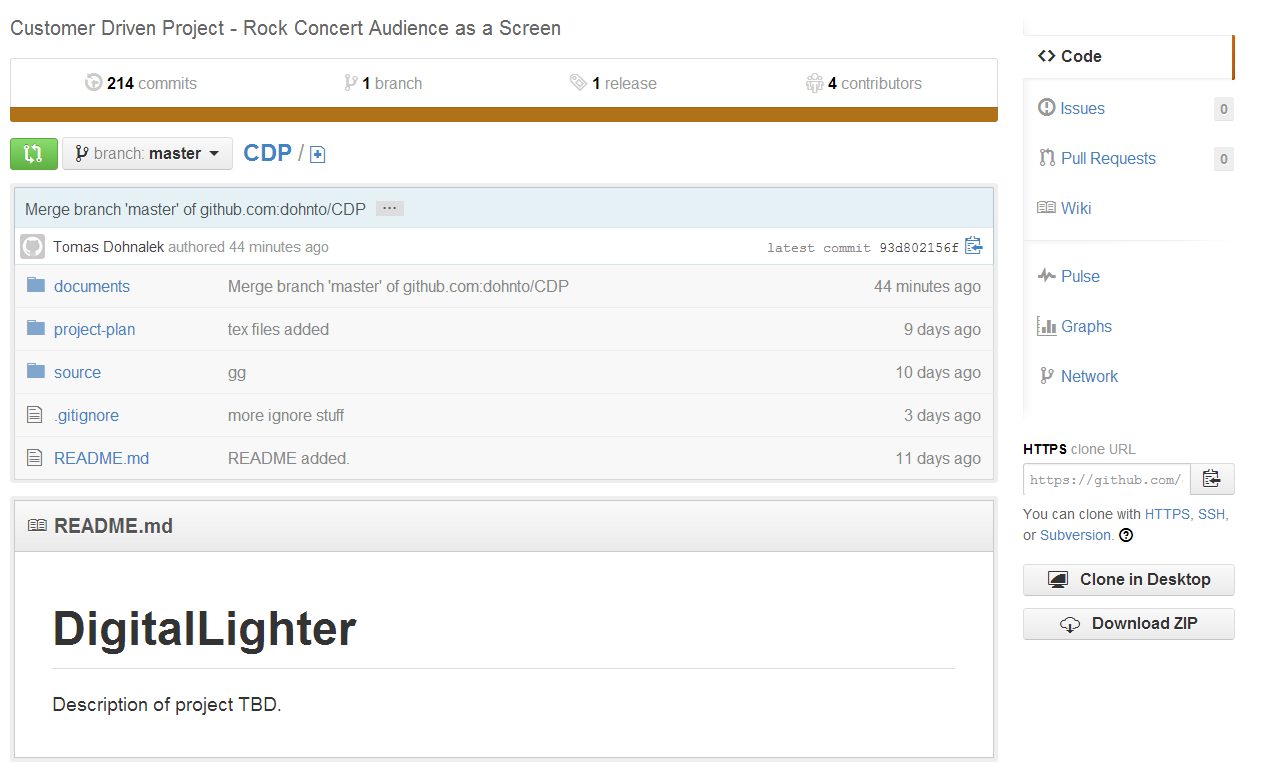 Customer Driven Project - Rock Concert Audience as a Screen
214 commits
1 branch
1 release
4 contributors
branch: master
CDP /
Merge branch 'master' of github.com:dohnto/CDP ...
Tomas Dohnalek authored 44 minutes ago
latest commit 93d802156f
documents Merge branch 'master' of github.com:dohnto/CDP 44 minutes ago
project-plan tex files added 9 days ago
source gg 10 days ago
.gitignore more ignore stuff 3 days ago
README.md README added. 11 days ago
README.md
DigitalLighter
Description of project TBD.
Code
Issues 0
Pull Requests 0
Wiki
Pulse
Graphs
Network
HTTPS clone URL
https://github.com/
You can clone with HTTPS, SSH,
or Subversion.
Clone in Desktop
Download ZIP